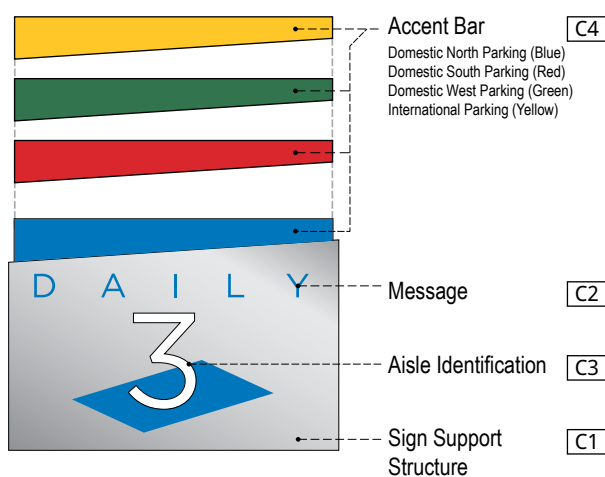 Accent Bar C4
Domestic North Parking (Blue)
Domestic South Parking (Red)
Domestic West Parking (Green)
International Parking (Yellow)
DAILY
Message C2
3
Aisle Identification C3
Sign Support C1
Structure